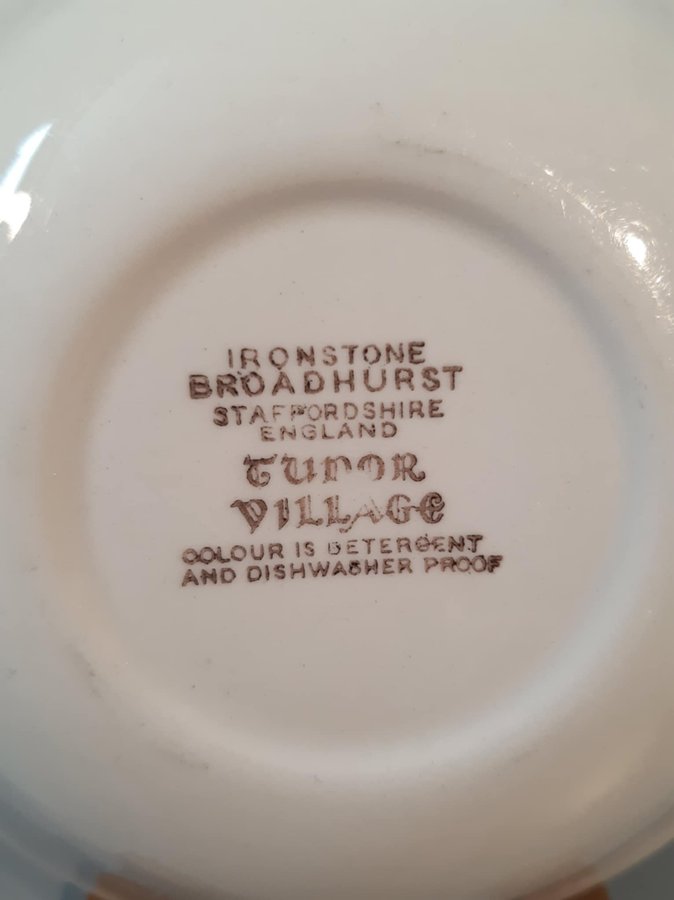 IRONSTONE
BROADHURST
STAFFORDSHIRE
ENGLAND
TUDOR
VILLAGE
COLOUR IS DETERGENT
AND DISHWASHER PROOF